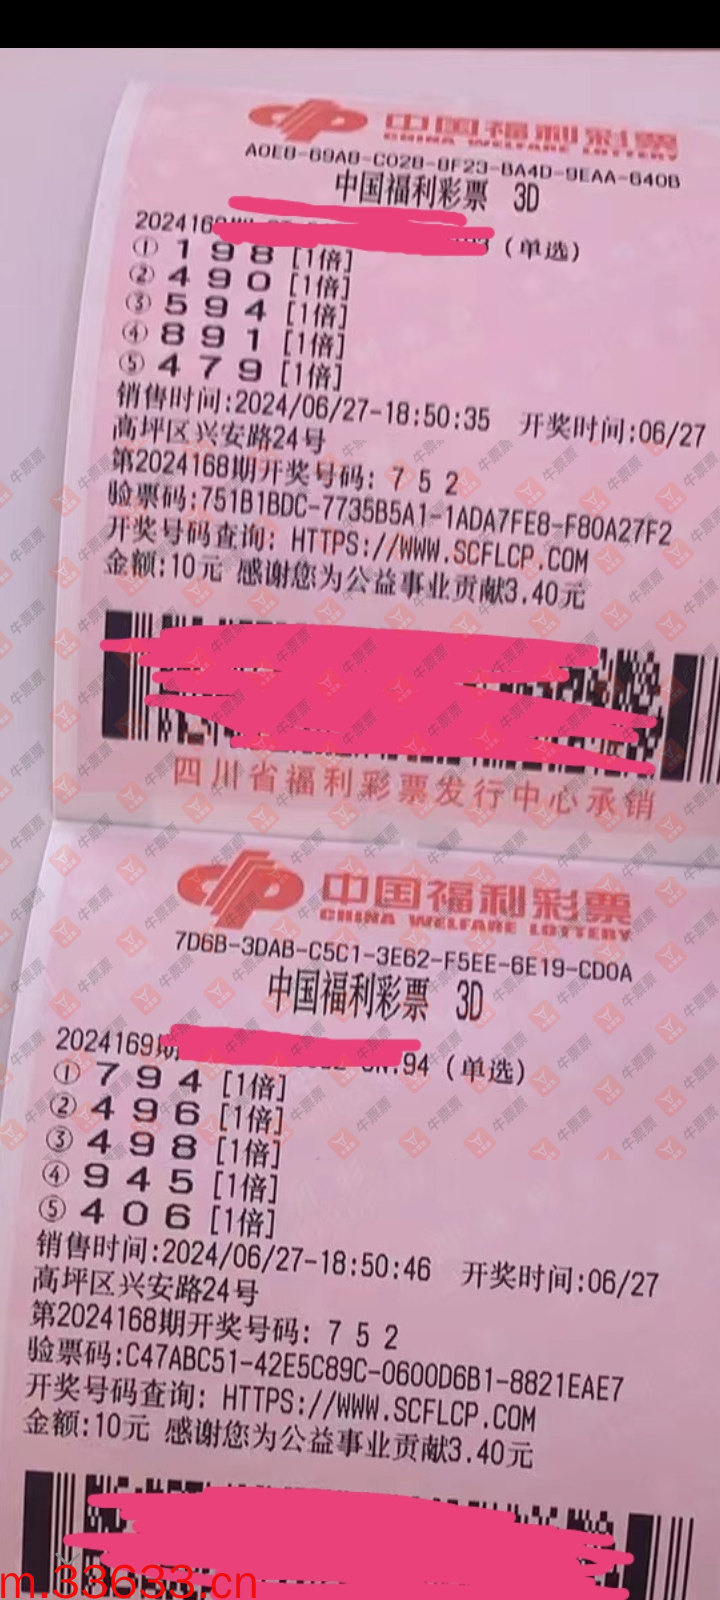 中国福利彩票
CHINA WELFARE LOTTERY
A0E8-69A8-C028-8F23-BA4D-9EAA-640B
中国福利彩票 3D
202416 (单选)
① 1 9 8 [1倍]
② 4 9 0 [1倍]
③ 5 9 4 [1倍]
④ 8 9 1 [1倍]
⑤ 4 7 9 [1倍]
销售时间:2024/06/27-18:50:35 开奖时间:06/27
高坪区兴安路24号
第2024168期开奖号码: 7 5 2
验票码:751B1BDC-7735B5A1-1ADA7FE8-F80A27F2
开奖号码查询: HTTPS://WWW.SCFLCP.COM
金额:10元 感谢您为公益事业贡献3.40元
四川省福利彩票发行中心承销
中国福利彩票
CHINA WELFARE LOTTERY
7D6B-3DAB-C5C1-3E62-F5EE-6E19-CD0A
中国福利彩票 3D
2024169期 94 (单选)
① 7 9 4 [1倍]
② 4 9 6 [1倍]
③ 4 9 8 [1倍]
④ 9 4 5 [1倍]
⑤ 4 0 6 [1倍]
销售时间:2024/06/27-18:50:46 开奖时间:06/27
高坪区兴安路24号
第2024168期开奖号码: 7 5 2
验票码:C47ABC51-42E5C89C-0600D6B1-8821EAE7
开奖号码查询: HTTPS://WWW.SCFLCP.COM
金额:10元 感谢您为公益事业贡献3.40元
m.33633.cn
牛票票